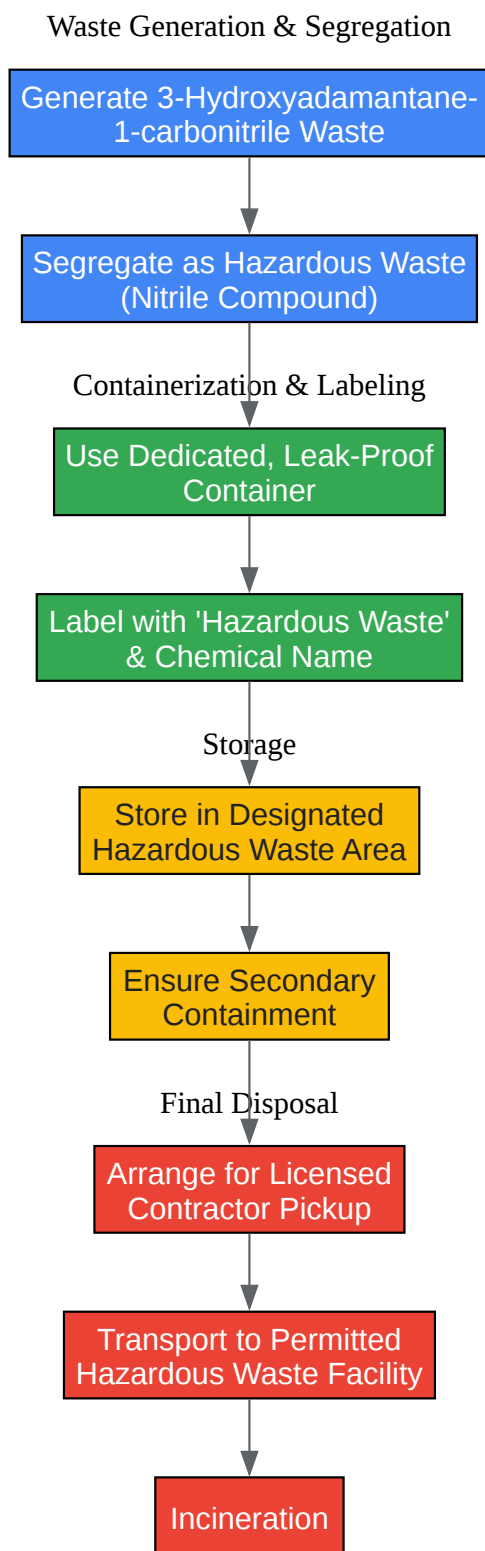 Waste Generation & Segregation
Generate 3-Hydroxyadamantane-
1-carbonitrile Waste
Segregate as Hazardous Waste
(Nitrile Compound)
Containerization & Labeling
Use Dedicated, Leak-Proof
Container
Label with 'Hazardous Waste'
& Chemical Name
Storage
Store in Designated
Hazardous Waste Area
Ensure Secondary
Containment
Final Disposal
Arrange for Licensed
Contractor Pickup
Transport to Permitted
Hazardous Waste Facility
Incineration